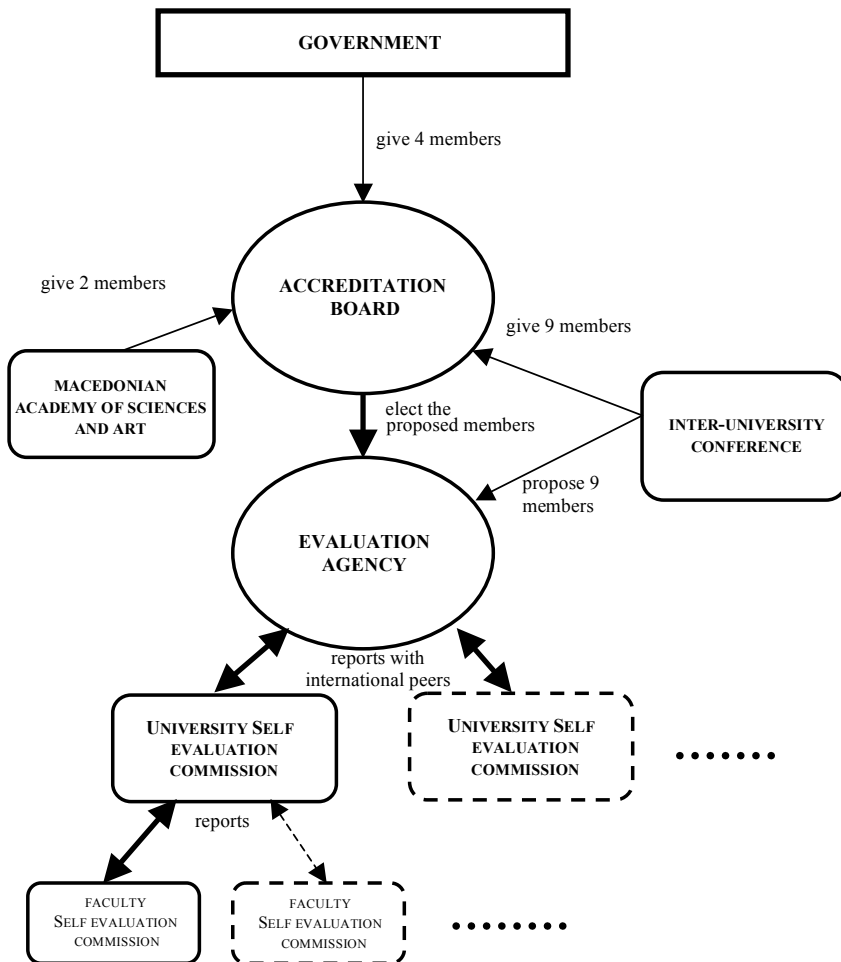 GOVERNMENT
give 4 members
give 2 members
ACCREDITATION
BOARD
give 9 members
MACEDONIAN
ACADEMY OF SCIENCES
AND ART
elect the
proposed members
INTER-UNIVERSITY
CONFERENCE
propose 9
members
EVALUATION
AGENCY
reports with
international peers
UNIVERSITY SELF
EVALUATION
COMMISSION
UNIVERSITY SELF
EVALUATION
COMMISSION
.......
reports
FACULTY
SELF EVALUATION
COMMISSION
FACULTY
SELF EVALUATION
COMMISSION
........